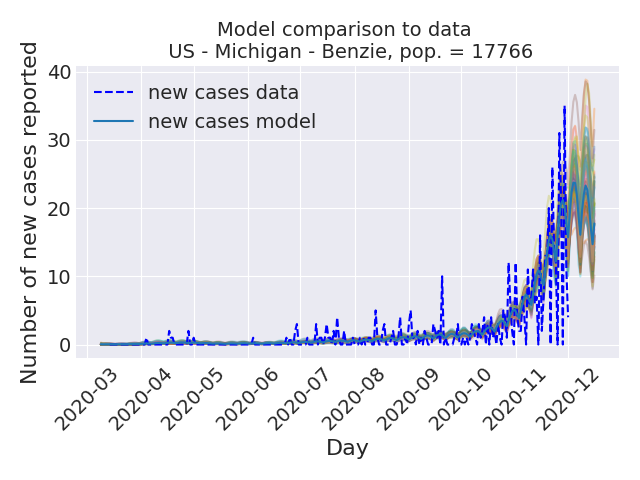 Model comparison to data
US - Michigan - Benzie, pop. = 17766
Number of new cases reported
40
30
20
10
0
new cases data
new cases model
2020-03
2020-04
2020-05
2020-06
2020-07
2020-08
2020-09
2020-10
2020-11
2020-12
Day